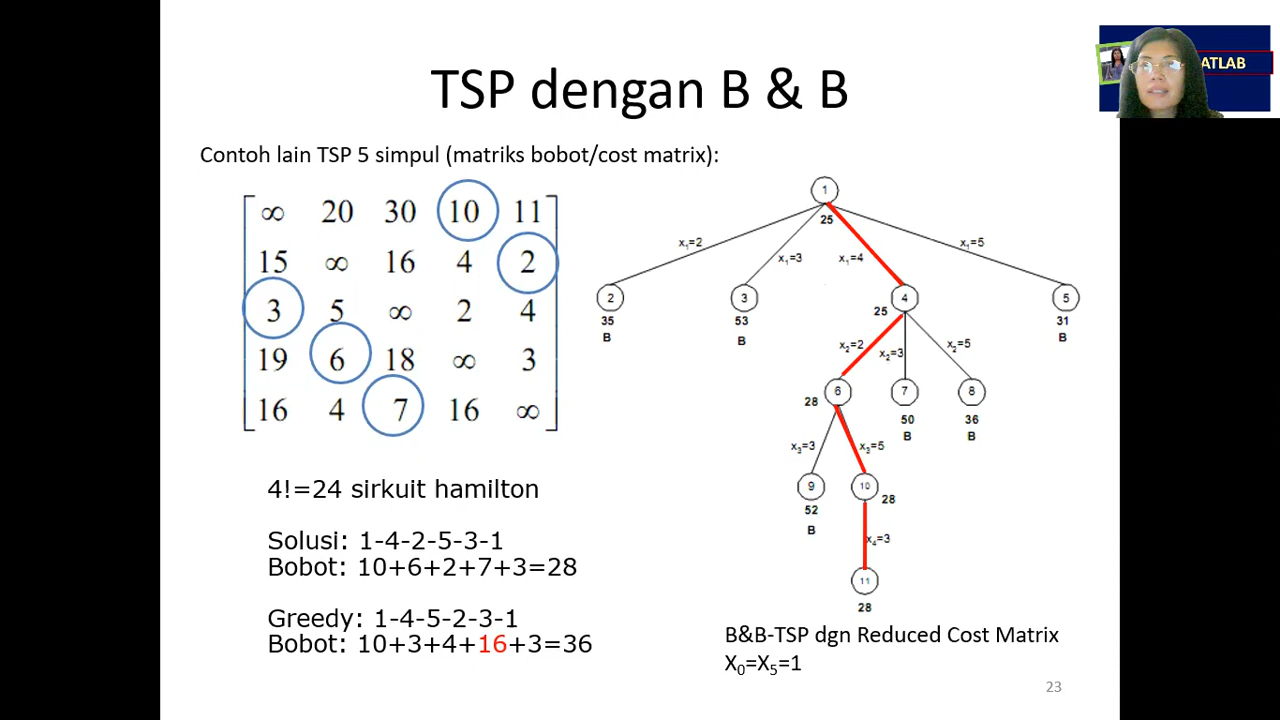 ATLAB
TSP dengan B & B
Contoh lain TSP 5 simpul (matriks bobot/cost matrix):
∞ 20 30 10 11
15 ∞ 16 4 2
3 5 ∞ 2 4
19 6 18 ∞ 3
16 4 7 16 ∞
4!=24 sirkuit hamilton
Solusi: 1-4-2-5-3-1
Bobot: 10+6+2+7+3=28
Greedy: 1-4-5-2-3-1
Bobot: 10+3+4+16+3=36
1
25
x₁=2 x₁=3 x₁=4 x₁=5
2 3 4 5
35 53 25 31
B B B
x₂=2 x₂=3 x₂=5
6 7 8
28 50 36
B B
x₃=3 x₃=5
9 10
52 28
B
x₄=3
11
28
B&B-TSP dgn Reduced Cost Matrix
X₀=X₅=1
23